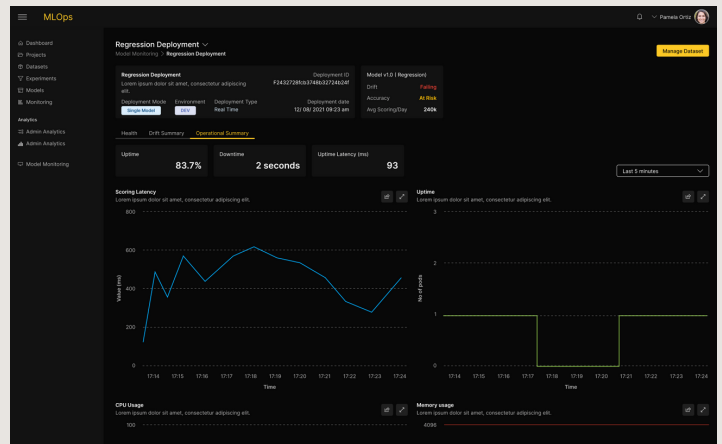 MLOps
Pamela Ortiz
Dashboard
Projects
Datasets
Experiments
Models
Monitoring
Analytics
Admin Analytics
Admin Analytics
Model Monitoring
Regression Deployment
Model Monitoring > Regression Deployment
Manage Dataset
Regression Deployment
Lorem ipsum dolor sit amet, consectetur adipiscing
elit.
Deployment ID
F2432728fcb3748b32724b24f
Deployment Mode
Single Model
Environment
DEV
Deployment Type
Real Time
Deployment date
12/ 08/ 2021 09:23 am
Model v1.0 ( Regression)
Drift Failing
Accuracy At Risk
Avg Scoring/Day 240k
Health Drift Summary Operational Summary
Uptime
83.7%
Downtime
2 seconds
Uptime Latency (ms)
93
Last 5 minutes
Scoring Latency
Lorem ipsum dolor sit amet, consectetur adipiscing elit.
800
600
400
200
0
Value (ms)
17:14 17:15 17:16 17:17 17:18 17:19 17:20 17:21 17:22 17:23 17:24
Time
Uptime
Lorem ipsum dolor sit amet, consectetur adipiscing elit.
3
2
1
0
No of pods
17:14 17:15 17:16 17:17 17:18 17:19 17:20 17:21 17:22 17:23 17:24
Time
CPU Usage
Lorem ipsum dolor sit amet, consectetur adipiscing elit.
100
Memory usage
Lorem ipsum dolor sit amet, consectetur adipiscing elit.
4096